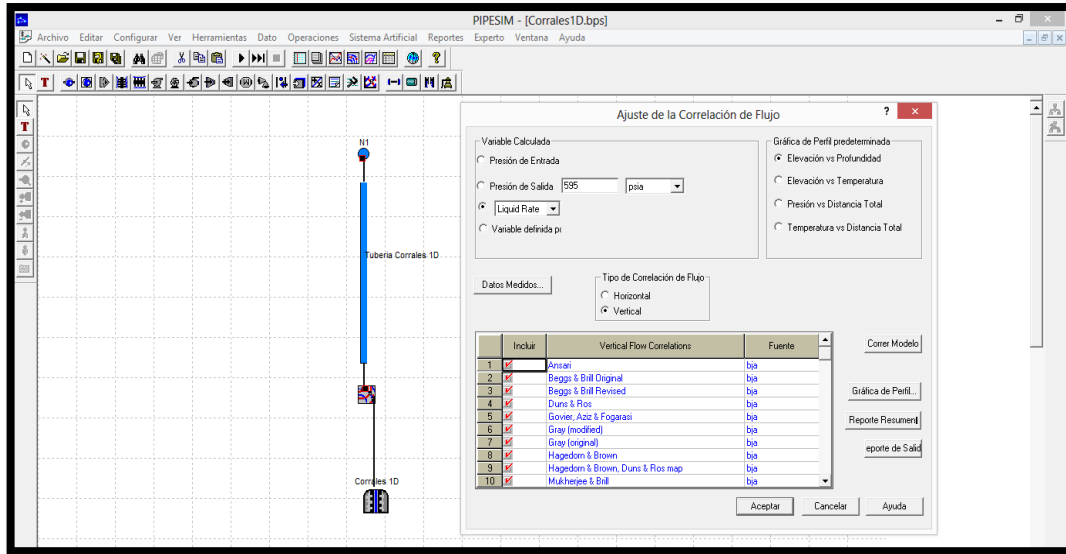 PIPESIM - [Corrales1D.bps]
Archivo Editar Configurar Ver Herramientas Dato Operaciones Sistema Artificial Reportes Experto Ventana Ayuda
T
T
N1
Tuberia Corrales 1D
Corrales 1D
Ajuste de la Correlación de Flujo
?
Variable Calculada
Presión de Entrada
Presión de Salida 595 psia
Liquid Rate
Variable definida p
Gráfica de Perfil predeterminada
Elevación vs Profundidad
Elevación vs Temperatura
Presión vs Distancia Total
Temperatura vs Distancia Total
Datos Medidos...
Tipo de Correlación de Flujo
Horizontal
Vertical
Incluir Vertical Flow Correlations Fuente
1 Ansari bja
2 Beggs & Brill Original bja
3 Beggs & Brill Revised bja
4 Duns & Ros bja
5 Govier, Aziz & Fogarasi bja
6 Gray (modified) bja
7 Gray (original) bja
8 Hagedorn & Brown bja
9 Hagedorn & Brown, Duns & Ros map bja
10 Mukherjee & Brill bja
Correr Modelo
Gráfica de Perfil...
Reporte Resument
eporte de Salid
Aceptar Cancelar Ayuda